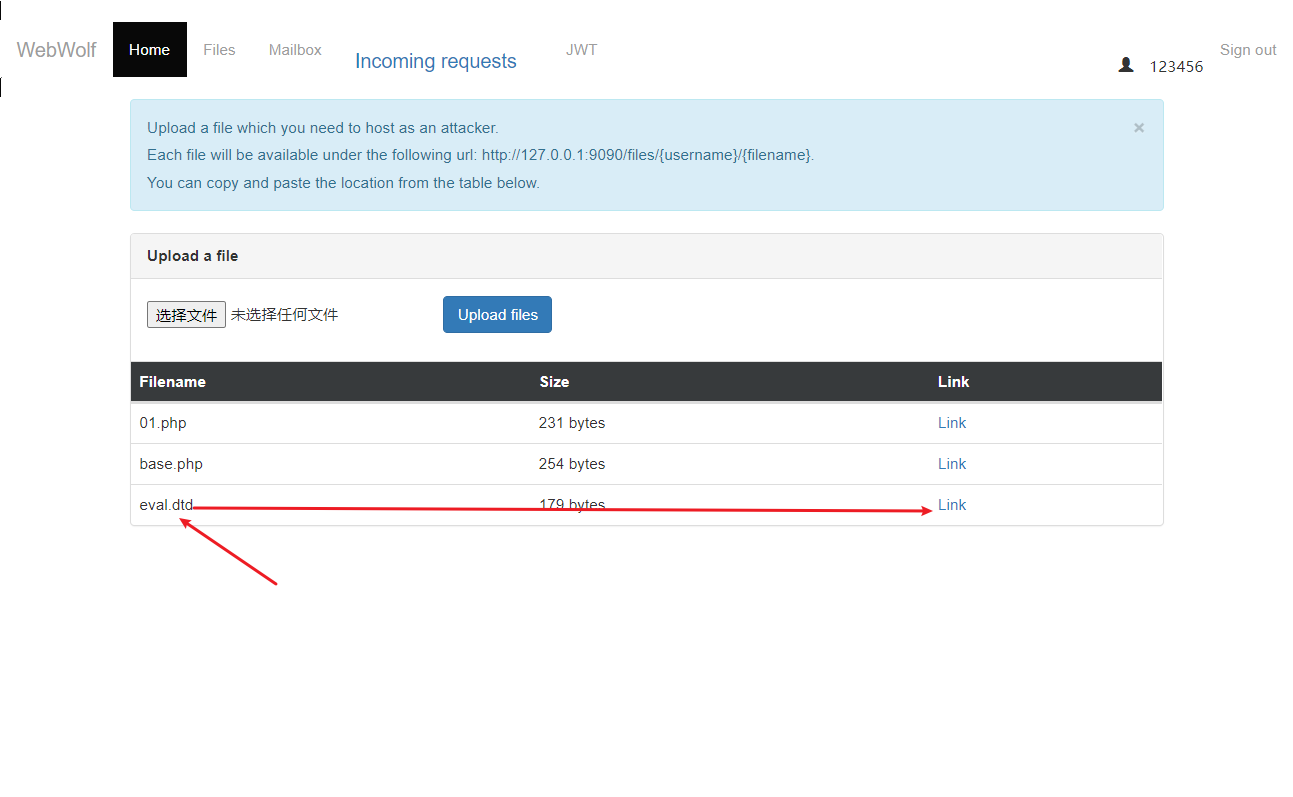 WebWolf Home Files Mailbox Incoming requests JWT 123456 Sign out
Upload a file which you need to host as an attacker. ×
Each file will be available under the following url: http://127.0.0.1:9090/files/{username}/{filename}.
You can copy and paste the location from the table below.
Upload a file
选择文件 未选择任何文件 Upload files
Filename Size Link
01.php 231 bytes Link
base.php 254 bytes Link
eval.dtd 179 bytes Link